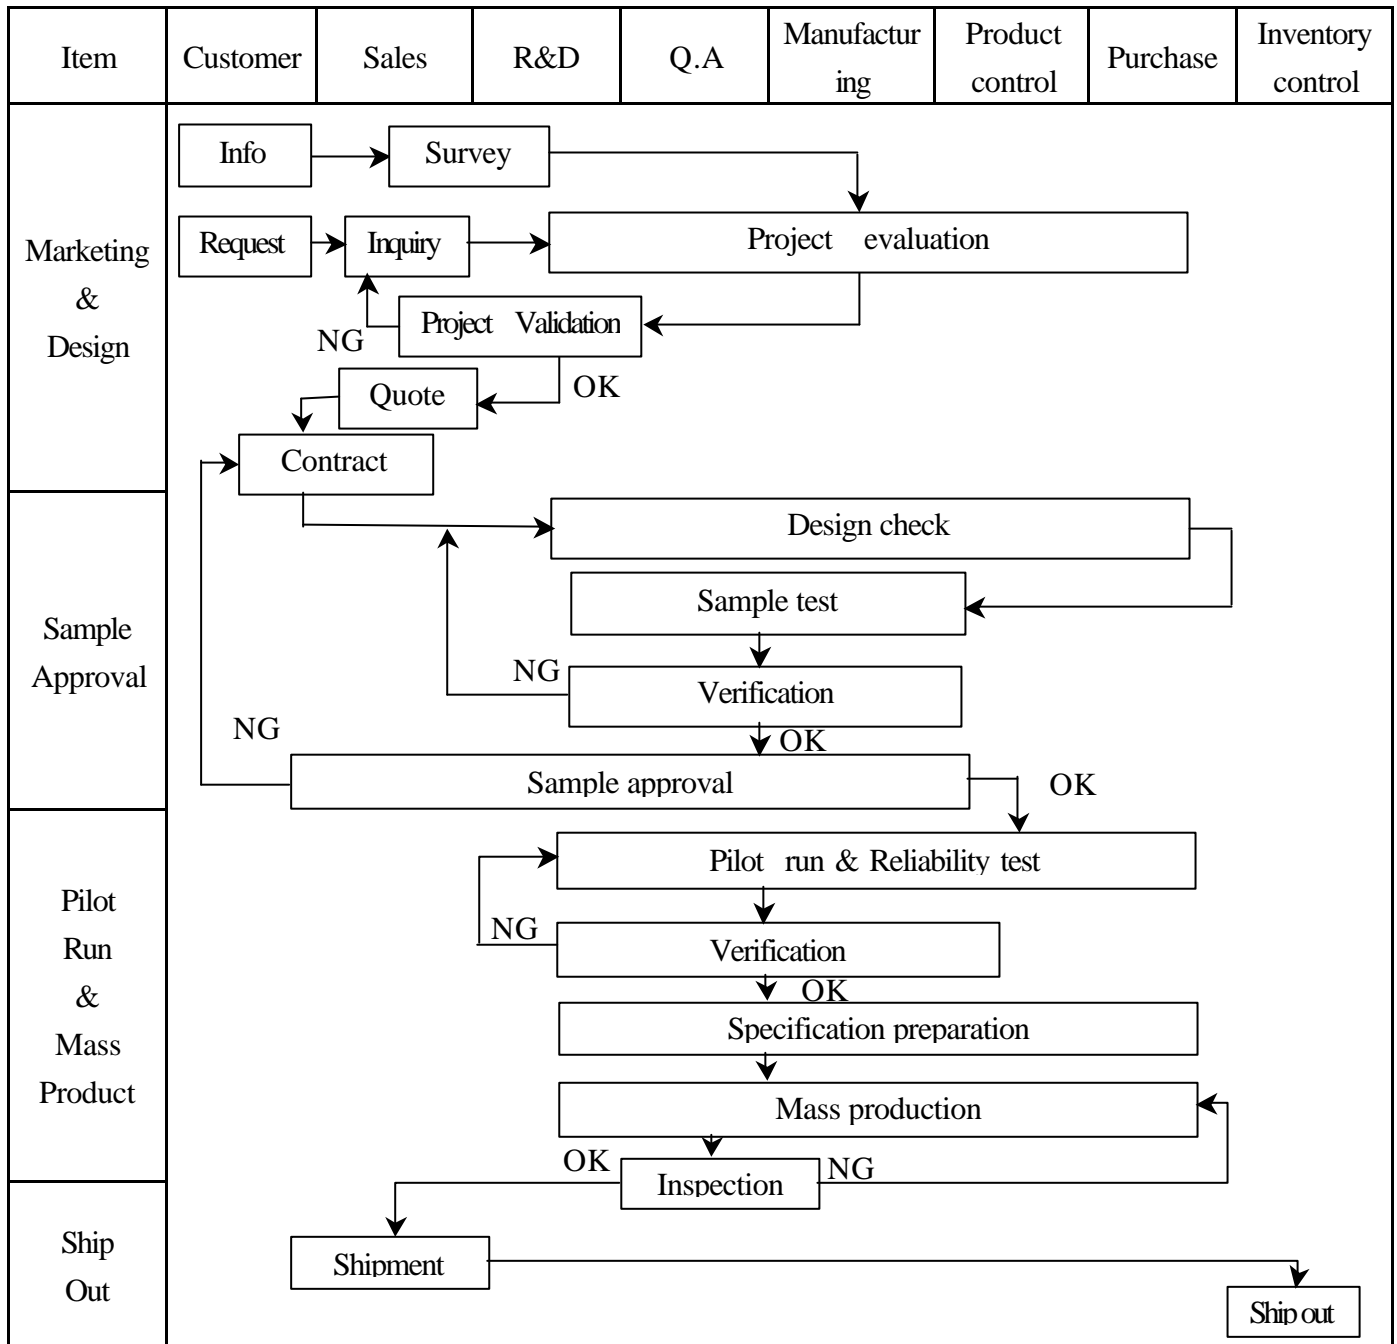 Item
Customer
Sales
R&D
Q.A
Manufactur
ing
Product
control
Purchase
Inventory
control
Marketing
&
Design
Info
Survey
Request
Inquiry
Project evaluation
NG
Project Validation
Quote
OK
Contract
Sample
Approval
Design check
Sample test
NG
Verification
NG
OK
Sample approval
OK
Pilot
Run
&
Mass
Product
Pilot run & Reliability test
NG
Verification
OK
Specification preparation
Mass production
OK
Inspection
NG
Ship
Out
Shipment
Ship out